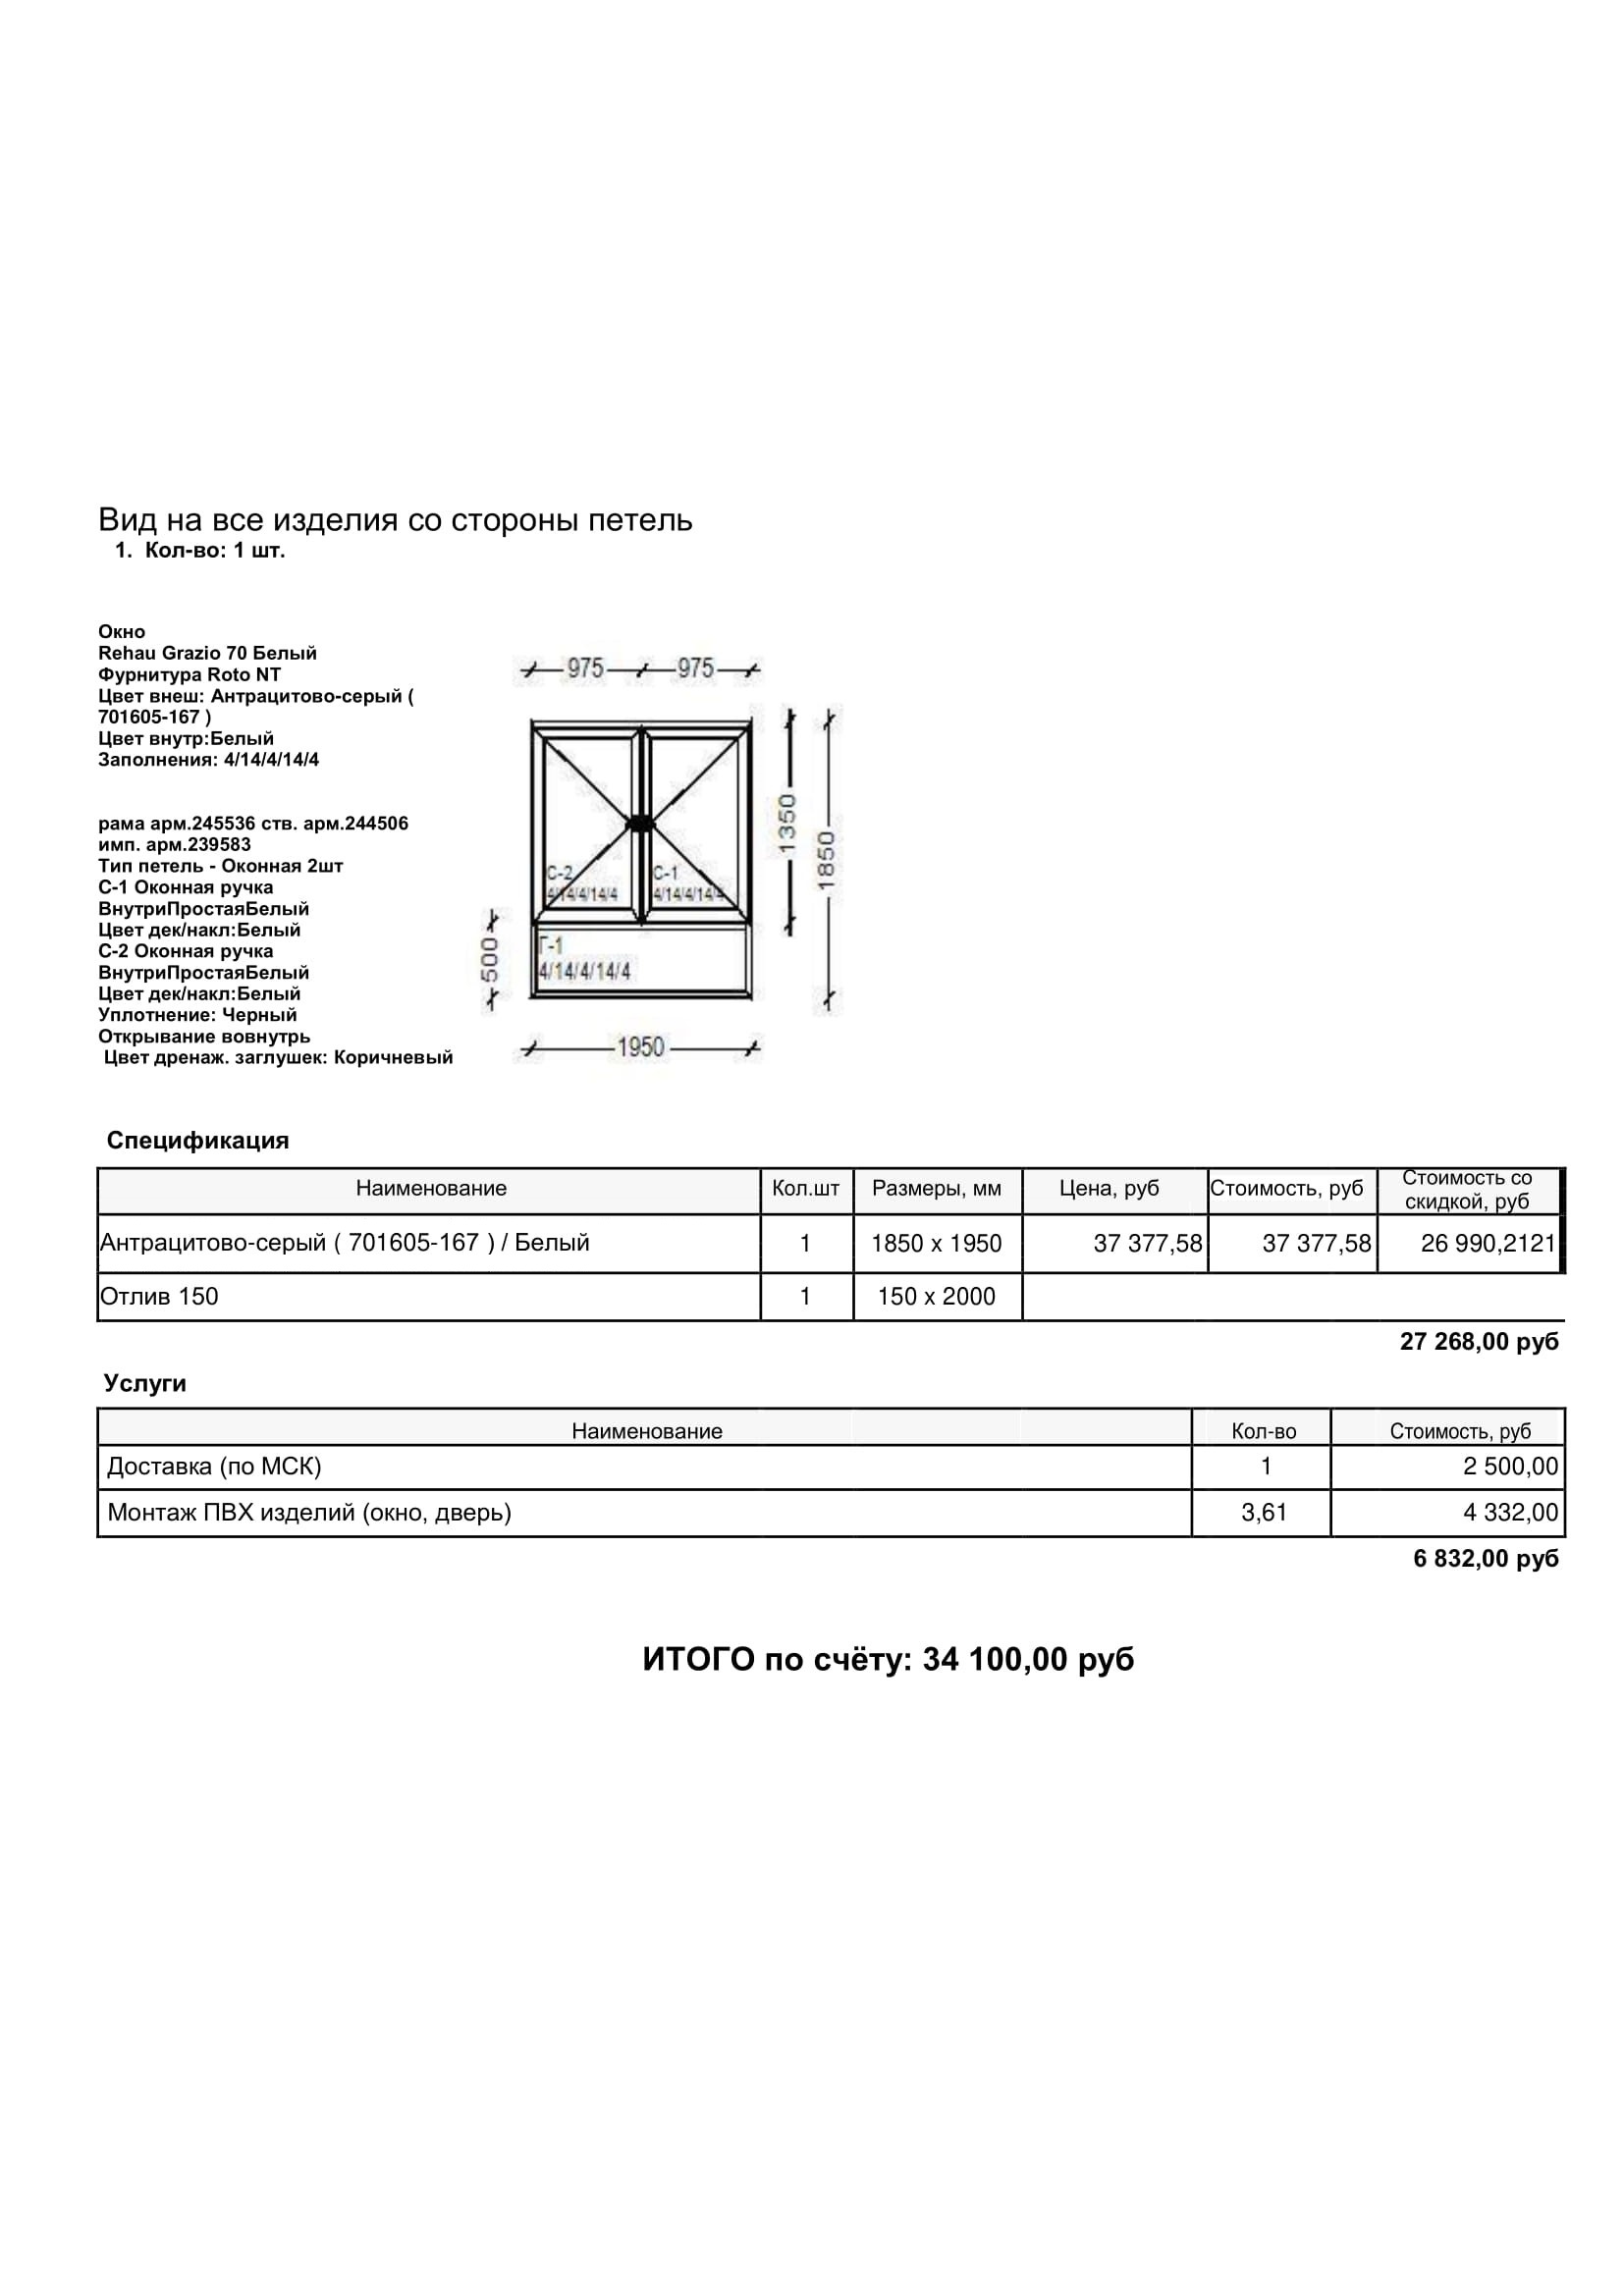 Вид на все изделия со стороны петель
1. Кол-во: 1 шт.
Окно
Rehau Grazio 70 Белый
Фурнитура Roto NT
Цвет внеш: Антрацитово-серый (
701605-167 )
Цвет внутр:Белый
Заполнения: 4/14/4/14/4
рама арм.245536 ств. арм.244506
имп. арм.239583
Тип петель - Оконная 2шт
С-1 Оконная ручка
ВнутриПростаяБелый
Цвет дек/накл:Белый
С-2 Оконная ручка
ВнутриПростаяБелый
Цвет дек/накл:Белый
Уплотнение: Черный
Открывание вовнутрь
Цвет дренаж. заглушек: Коричневый
975 975
1350
1850
С-2 С-1
4/14/4/14/4 4/14/4/14/4
500
Г-1
4/14/4/14/4
1950
Спецификация
Наименование Кол.шт Размеры, мм Цена, руб Стоимость, руб Стоимость со
скидкой, руб
Антрацитово-серый ( 701605-167 ) / Белый 1 1850 x 1950 37 377,58 37 377,58 26 990,2121
Отлив 150 1 150 x 2000
27 268,00 руб
Услуги
Наименование Кол-во Стоимость, руб
Доставка (по МСК) 1 2 500,00
Монтаж ПВХ изделий (окно, дверь) 3,61 4 332,00
6 832,00 руб
ИТОГО по счёту: 34 100,00 руб